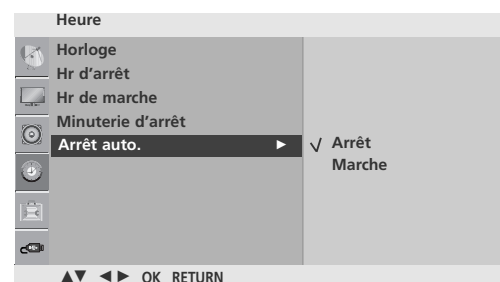 Heure
Horloge
Hr d'arrêt
Hr de marche
Minuterie d'arrêt
Arrêt auto. ►
√ Arrêt
Marche
▲▼ ◄► OK RETURN